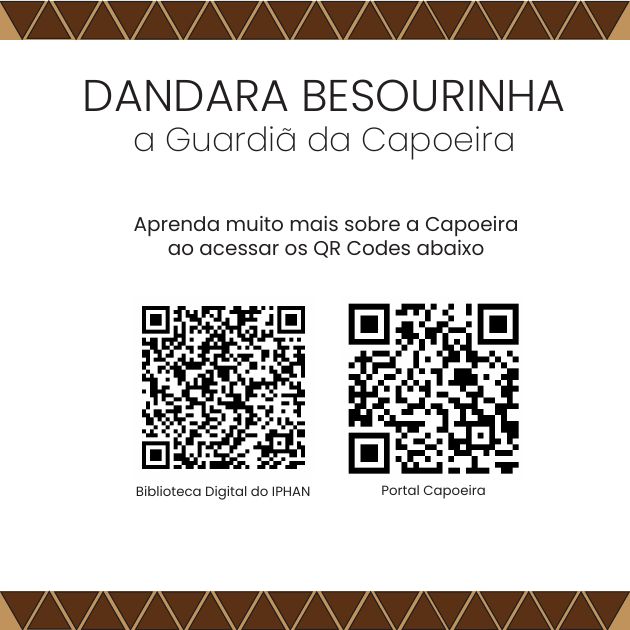 DANDARA BESOURINHA
a Guardiã da Capoeira
Aprenda muito mais sobre a Capoeira
ao acessar os QR Codes abaixo
Biblioteca Digital do IPHAN
Portal Capoeira